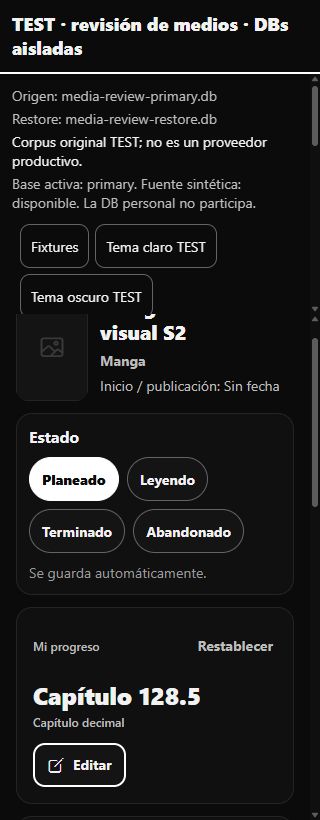 TEST · revisión de medios · DBs
aisladas
Origen: media-review-primary.db
Restore: media-review-restore.db
Corpus original TEST; no es un proveedor
productivo.
Base activa: primary. Fuente sintética:
disponible. La DB personal no participa.
Fixtures
Tema claro TEST
Tema oscuro TEST
visual S2
Manga
Inicio / publicación: Sin fecha
Estado
Planeado
Leyendo
Terminado
Abandonado
Se guarda automáticamente.
Mi progreso
Restablecer
Capítulo 128.5
Capítulo decimal
Editar